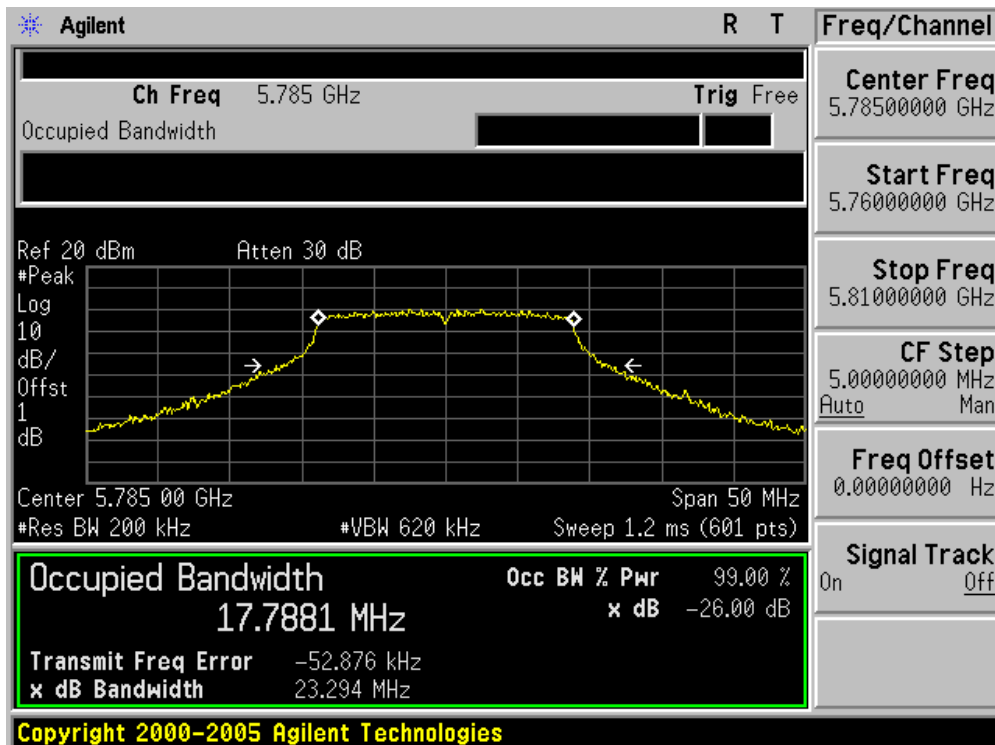 Agilent R T Freq/Channel
Ch Freq 5.785 GHz Trig Free
Occupied Bandwidth
Center Freq
5.78500000 GHz
Start Freq
5.76000000 GHz
Stop Freq
5.81000000 GHz
CF Step
5.00000000 MHz
Auto Man
Freq Offset
0.00000000 Hz
Signal Track
On Off
Ref 20 dBm Atten 30 dB
#Peak
Log
10
dB/
Offst
1
dB
Center 5.785 00 GHz Span 50 MHz
#Res BW 200 kHz #VBW 620 kHz Sweep 1.2 ms (601 pts)
Occupied Bandwidth Occ BW % Pwr 99.00 %
17.7881 MHz x dB -26.00 dB
Transmit Freq Error -52.876 kHz
x dB Bandwidth 23.294 MHz
Copyright 2000-2005 Agilent Technologies